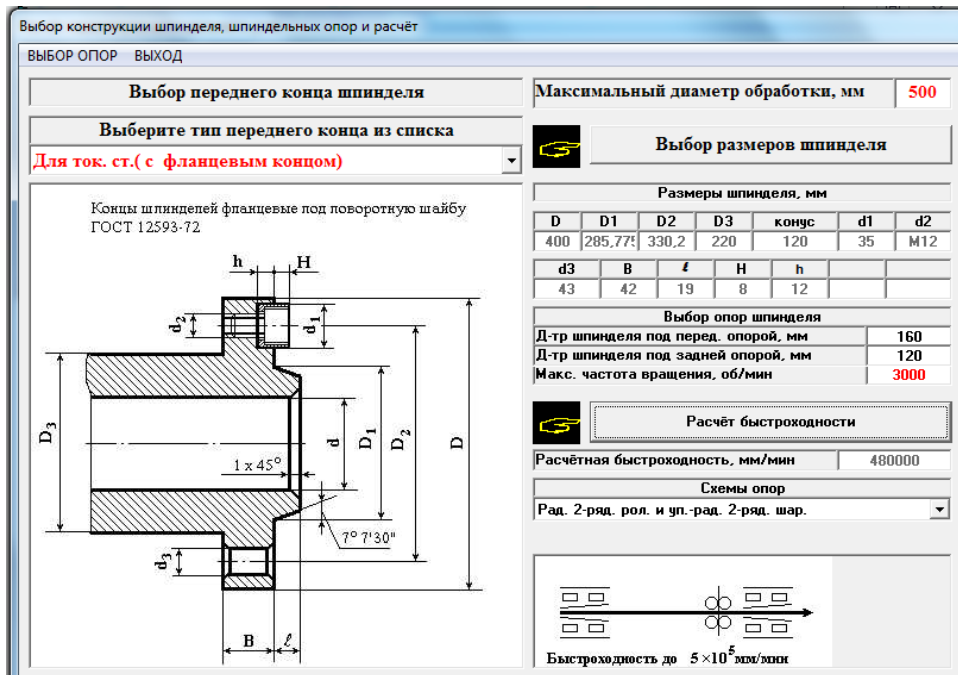 Выбор конструкции шпинделя, шпиндельных опор и расчёт
ВЫБОР ОПОР ВЫХОД
Выбор переднего конца шпинделя
Выберите тип переднего конца из списка
Для ток. ст.( с фланцевым концом)
Концы шпинделей фланцевые под поворотную шайбу
ГОСТ 12593-72
h H
d2 d1
D3 d D1 D2 D
1 x 45°
7° 7'30"
d3
B ℓ
Максимальный диаметр обработки, мм 500
Выбор размеров шпинделя
Размеры шпинделя, мм
D D1 D2 D3 конус d1 d2
400 285,775 330,2 220 120 35 М12
d3 B ℓ H h
43 42 19 8 12
Выбор опор шпинделя
Д-тр шпинделя под перед. опорой, мм 160
Д-тр шпинделя под задней опорой, мм 120
Макс. частота вращения, об/мин 3000
Расчёт быстроходности
Расчётная быстроходность, мм/мин 480000
Схемы опор
Рад. 2-ряд. рол. и уп.-рад. 2-ряд. шар.
Быстроходность до 5×10⁵мм/мин